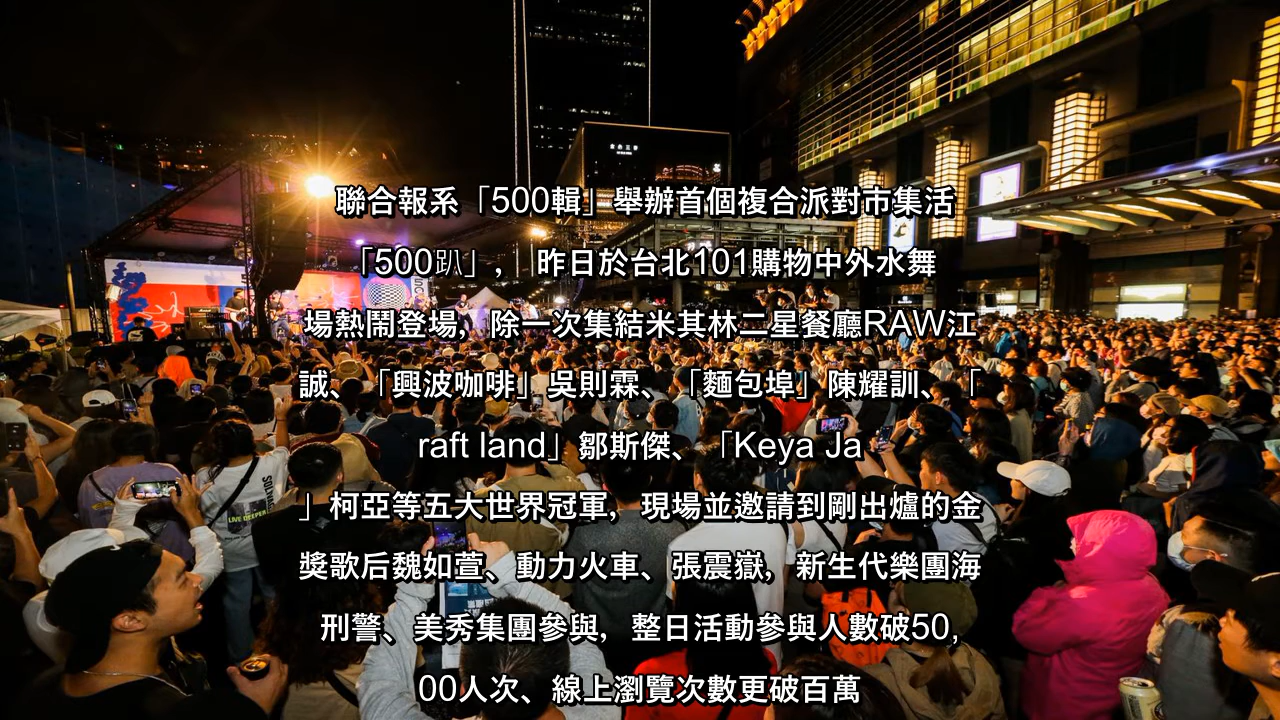 聯合報系「500輯」舉辦首個複合派對市集活
「500趴」, 昨日於台北101購物中外水舞
場熱鬧登場, 除一次集結米其林二星餐廳RAW江
誠、「興波咖啡」吳則霖、「麵包埠」陳耀訓、「
raft land」鄒斯傑、「Keya Ja
」柯亞等五大世界冠軍, 現場並邀請到剛出爐的金
獎歌后魏如萱、動力火車、張震嶽, 新生代樂團海
刑警、美秀集團參與, 整日活動參與人數破50,
00人次、線上瀏覽次數更破百萬